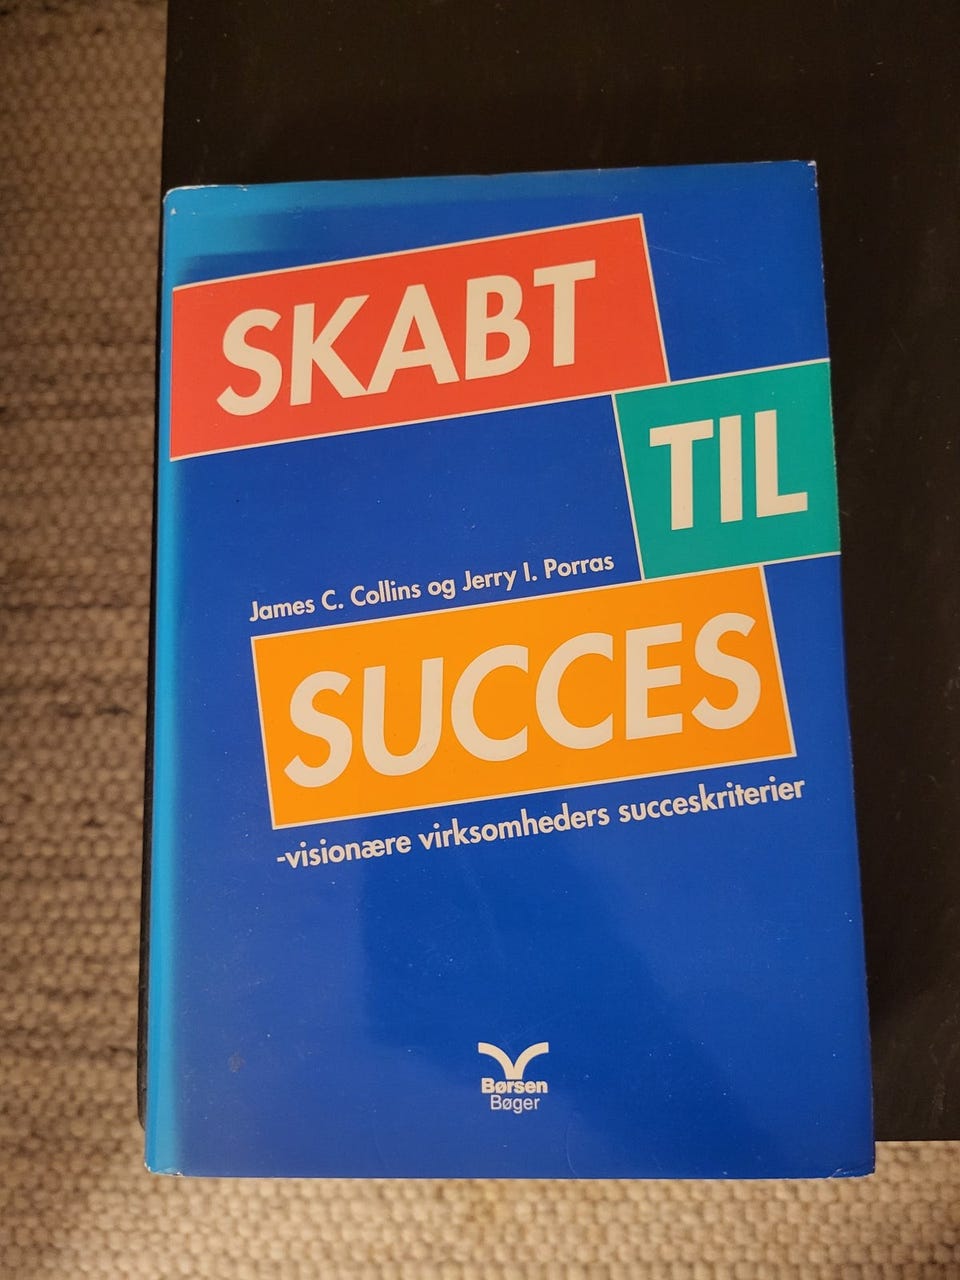 SKABT
TIL
James C. Collins og Jerry I. Porras
SUCCES
-visionære virksomheders succeskriterier
Børsen
Bøger